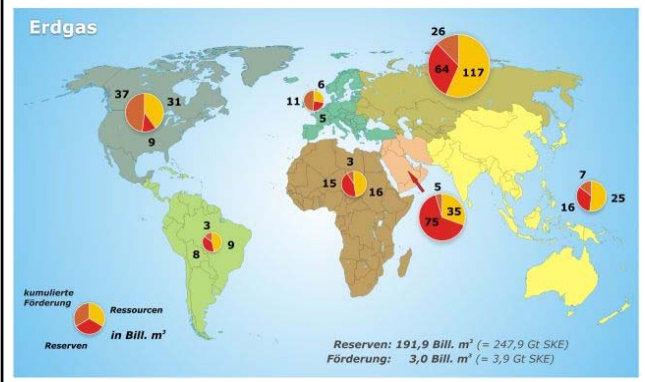 Erdgas
26
64 117
37 31
9
6
11
5
3
15 16
5
75 35
7
16 25
3
8 9
kumulierte
Förderung
Ressourcen
Reserven
in Bill. m³
Reserven: 191,9 Bill. m³ (= 247,9 Gt SKE)
Förderung: 3,0 Bill. m³ (= 3,9 Gt SKE)